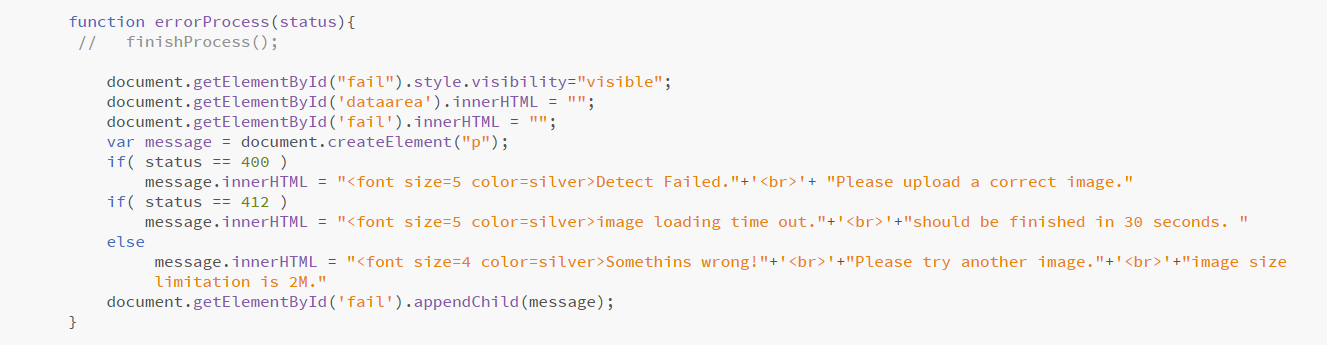 function errorProcess(status){
//   finishProcess();
document.getElementById("fail").style.visibility="visible";
document.getElementById('dataarea').innerHTML = "";
document.getElementById('fail').innerHTML = "";
var message = document.createElement("p");
if( status == 400 )
message.innerHTML = "<font size=5 color=silver>Detect Failed."+'<br>'+ "Please upload a correct image."
if( status == 412 )
message.innerHTML = "<font size=5 color=silver>image loading time out."+'<br>'+"should be finished in 30 seconds. "
else
message.innerHTML = "<font size=4 color=silver>Somethins wrong!"+'<br>'+"Please try another image."+'<br>'+"image size
limitation is 2M."
document.getElementById('fail').appendChild(message);
}